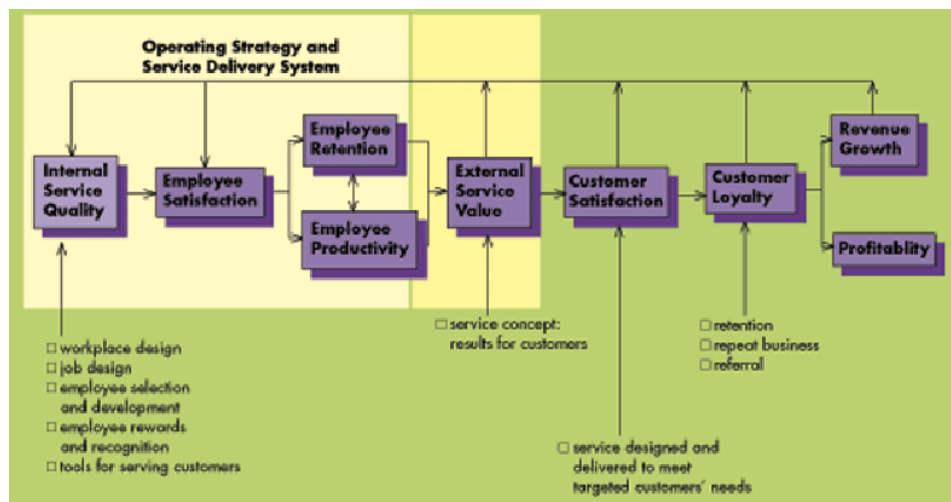 Operating Strategy and
Service Delivery System
Internal
Service
Quality
Employee
Satisfaction
Employee
Retention
Employee
Productivity
External
Service
Value
Customer
Satisfaction
Customer
Loyalty
Revenue
Growth
Profitablity
□ workplace design
□ job design
□ employee selection
and development
□ employee rewards
and recognition
□ tools for serving customers
□ service concept:
results for customers
□ service designed and
delivered to meet
targeted customers’ needs
□ retention
□ repeat business
□ referral